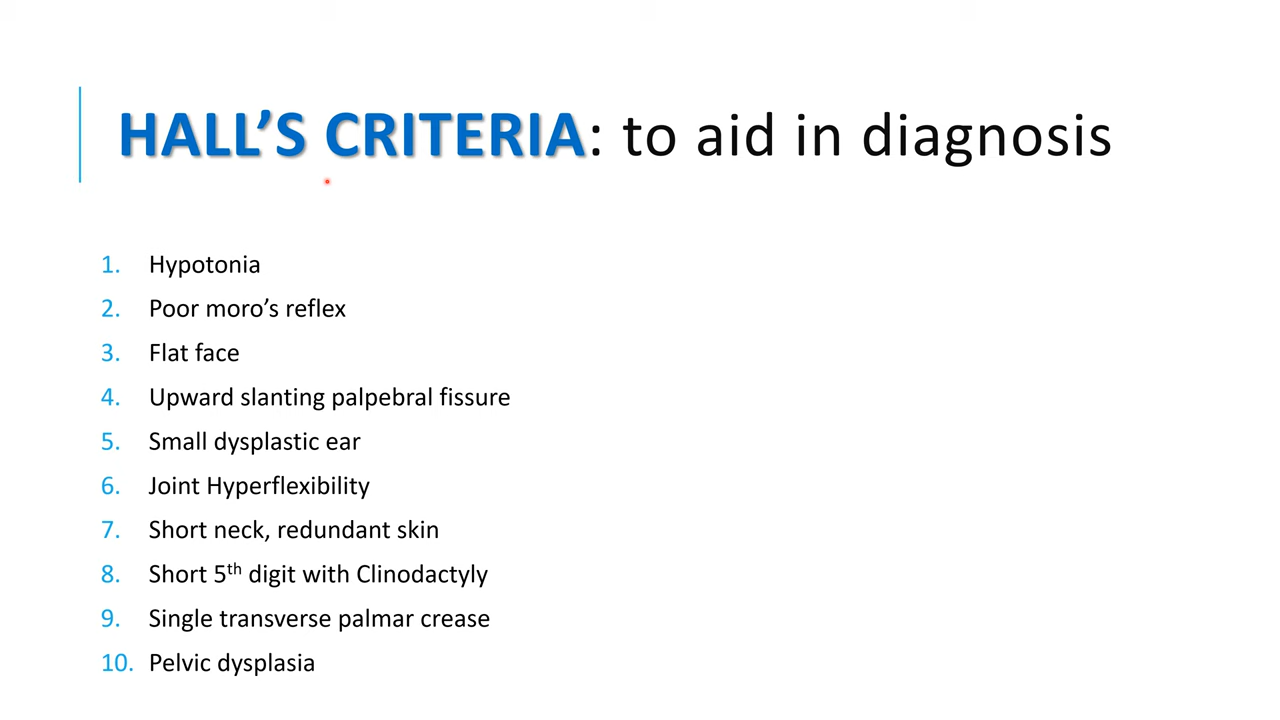 HALL’S CRITERIA: to aid in diagnosis
1. Hypotonia
2. Poor moro’s reflex
3. Flat face
4. Upward slanting palpebral fissure
5. Small dysplastic ear
6. Joint Hyperflexibility
7. Short neck, redundant skin
8. Short 5th digit with Clinodactyly
9. Single transverse palmar crease
10. Pelvic dysplasia